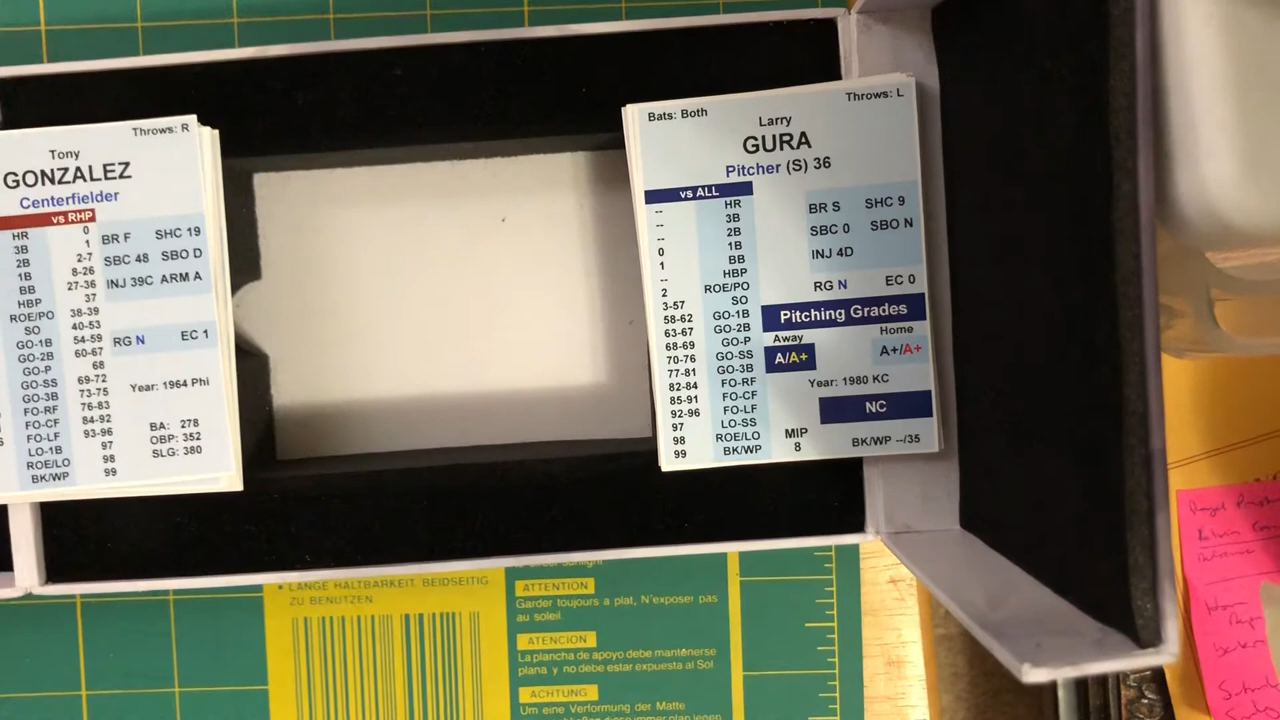 Throws: R
Tony
GONZALEZ
Centerfielder
vs RHP
HR 0
3B 1
2B 2-7
1B 8-26
BB 27-36
HBP 37
ROE/PO 38-39
SO 40-53
GO-1B 54-59
GO-2B 60-67
GO-P 68
GO-SS 69-72
GO-3B 73-75
FO-RF 76-83
FO-CF 84-92
FO-LF 93-96
LO-1B 97
ROE/LO 98
BK/WP 99
BR F SHC 19
SBC 48 SBO D
INJ 39C ARM A
RG N EC 1
Year: 1964 Phi
BA: 278
OBP: 352
SLG: 380
Bats: Both Throws: L
Larry
GURA
Pitcher (S) 36
vs ALL
-- HR
-- 3B
-- 2B
0 1B
1 BB
-- HBP
2 ROE/PO
3-57 SO
58-62 GO-1B
63-67 GO-2B
68-69 GO-P
70-76 GO-SS
77-81 GO-3B
82-84 FO-RF
85-91 FO-CF
92-96 FO-LF
97 LO-SS
98 ROE/LO
99 BK/WP
BR S SHC 9
SBC 0 SBO N
INJ 4D
RG N EC 0
Pitching Grades
Away Home
A/A+ A+/A+
Year: 1980 KC
NC
MIP
8
BK/WP --/35
• LANGE HALTBARKEIT BEIDSEITIG
ZU BENUTZEN
ATTENTION
Garder toujours a plat, N'exposer pas
au soleil.
ATENCION
La plancha de apoyo debe mantenerse
plana y no debe estar expuesta al Sol
ACHTUNG
Um eine Verformung der Matte